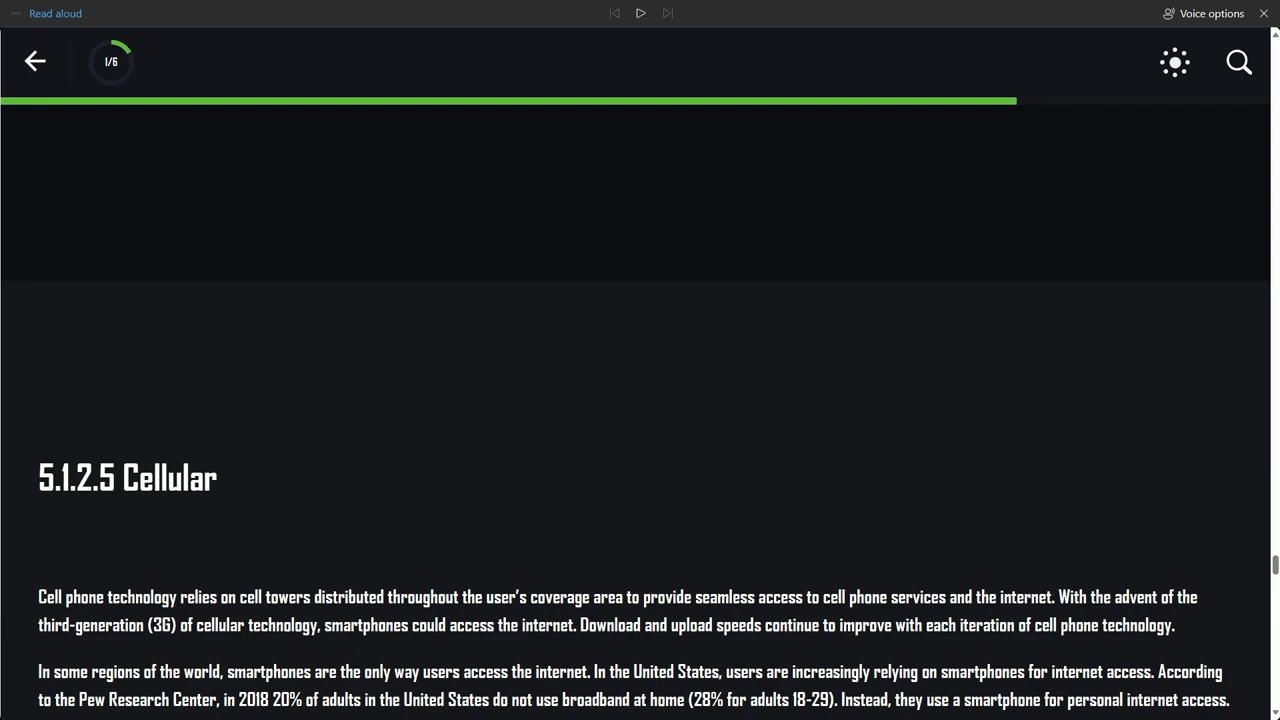 Read aloud
Voice options
1/6
5.1.2.5 Cellular
Cell phone technology relies on cell towers distributed throughout the user's coverage area to provide seamless access to cell phone services and the internet. With the advent of the
third-generation (3G) of cellular technology, smartphones could access the internet. Download and upload speeds continue to improve with each iteration of cell phone technology.
In some regions of the world, smartphones are the only way users access the internet. In the United States, users are increasingly relying on smartphones for internet access. According
to the Pew Research Center, in 2018 20% of adults in the United States do not use broadband at home (28% for adults 18-29). Instead, they use a smartphone for personal internet access.